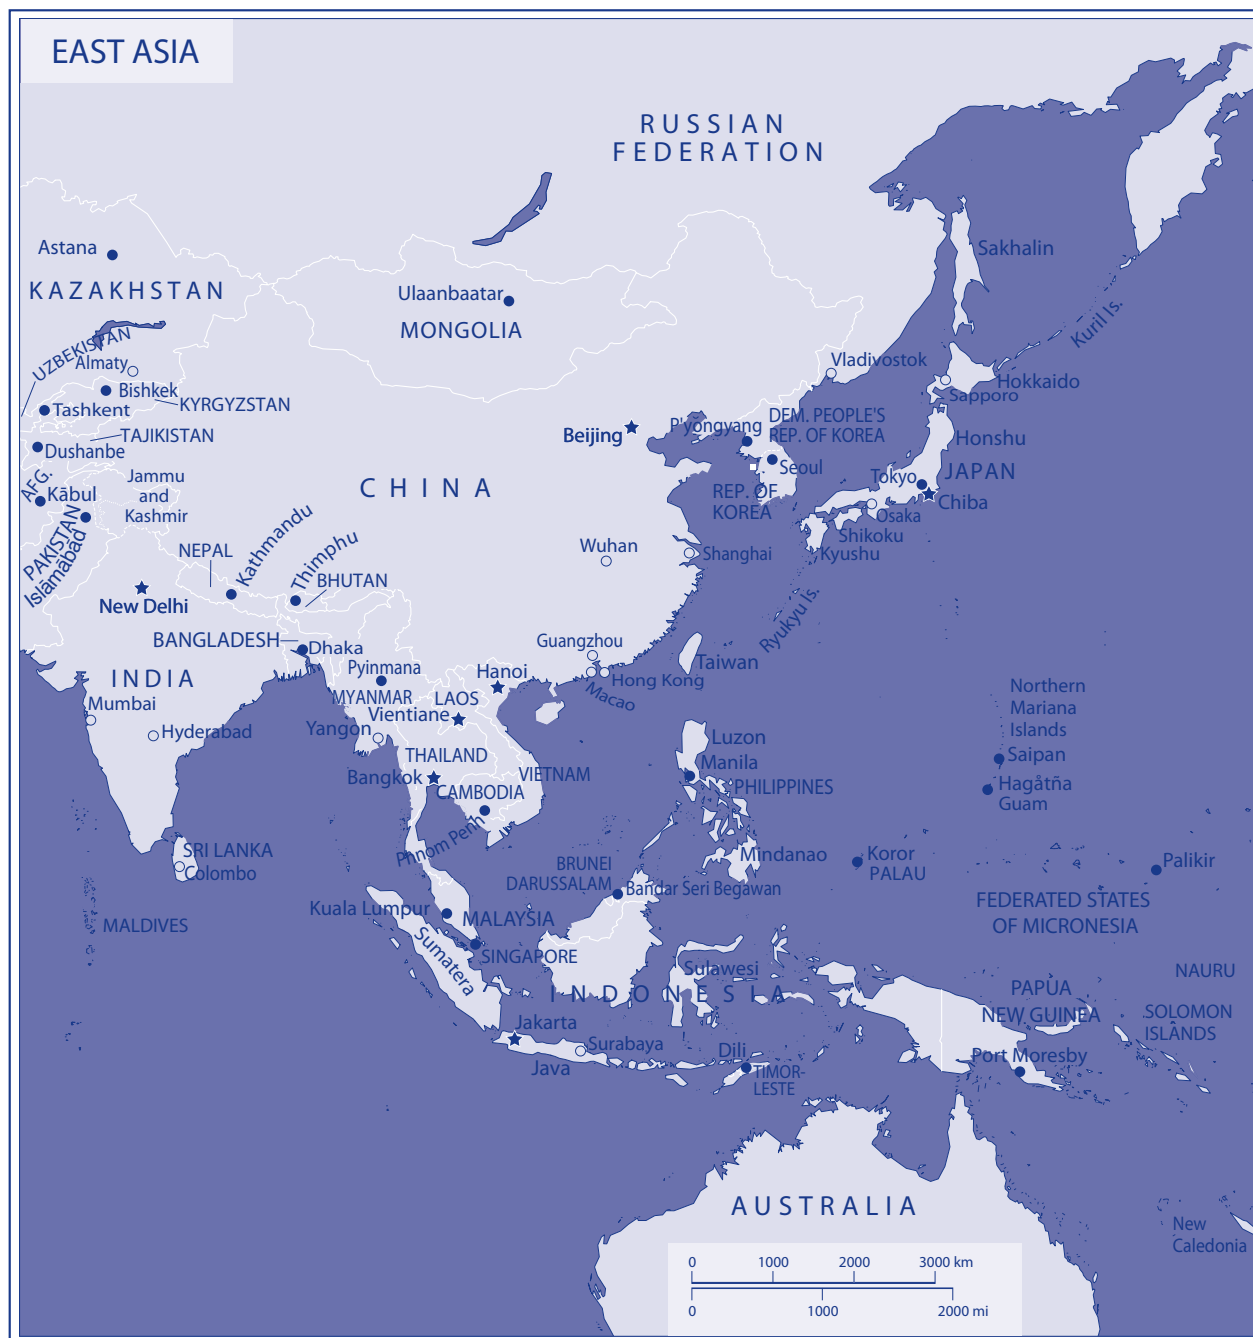 EAST ASIA
RUSSIAN
FEDERATION
Sakhalin
Astana
KAZAKHSTAN
Ulaanbaatar
MONGOLIA
Kuril Is.
UZBEKISTAN
Almaty
Vladivostok
Bishkek
Hokkaido
Sapporo
KYRGYZSTAN
Tashkent
DEM. PEOPLE'S
REP. OF KOREA
P'yŏngyang
TAJIKISTAN
Beijing
Honshu
Dushanbe
Seoul
JAPAN
AFG.
Jammu
and
Kashmir
Kābul
CHINA
Tokyo
REP. OF
KOREA
Chiba
Osaka
PAKISTAN
Islāmābād
Shikoku
Kyushu
NEPAL
Kathmandu
Thimphu
Wuhan
Shanghai
BHUTAN
New Delhi
Ryukyu Is.
BANGLADESH
Dhaka
Guangzhou
Taiwan
Pyinmana
Hanoi
Hong Kong
INDIA
Macao
Northern
Mariana
Islands
MYANMAR
LAOS
Mumbai
Vientiane
Hyderabad
Yangon
Luzon
THAILAND
Saipan
Manila
Bangkok
VIETNAM
PHILIPPINES
Hagåtña
Guam
CAMBODIA
Phnom Penh
SRI LANKA
Colombo
Mindanao
Koror
PALAU
Palikir
BRUNEI
DARUSSALAM
Bandar Seri Begawan
FEDERATED STATES
OF MICRONESIA
Kuala Lumpur
MALAYSIA
MALDIVES
SINGAPORE
Sumatera
Sulawesi
NAURU
INDONESIA
PAPUA
NEW GUINEA
SOLOMON
ISLANDS
Jakarta
Surabaya
Dili
Port Moresby
Java
TIMOR-
LESTE
AUSTRALIA
New
Caledonia
0 1000 2000 3000 km
0 1000 2000 mi